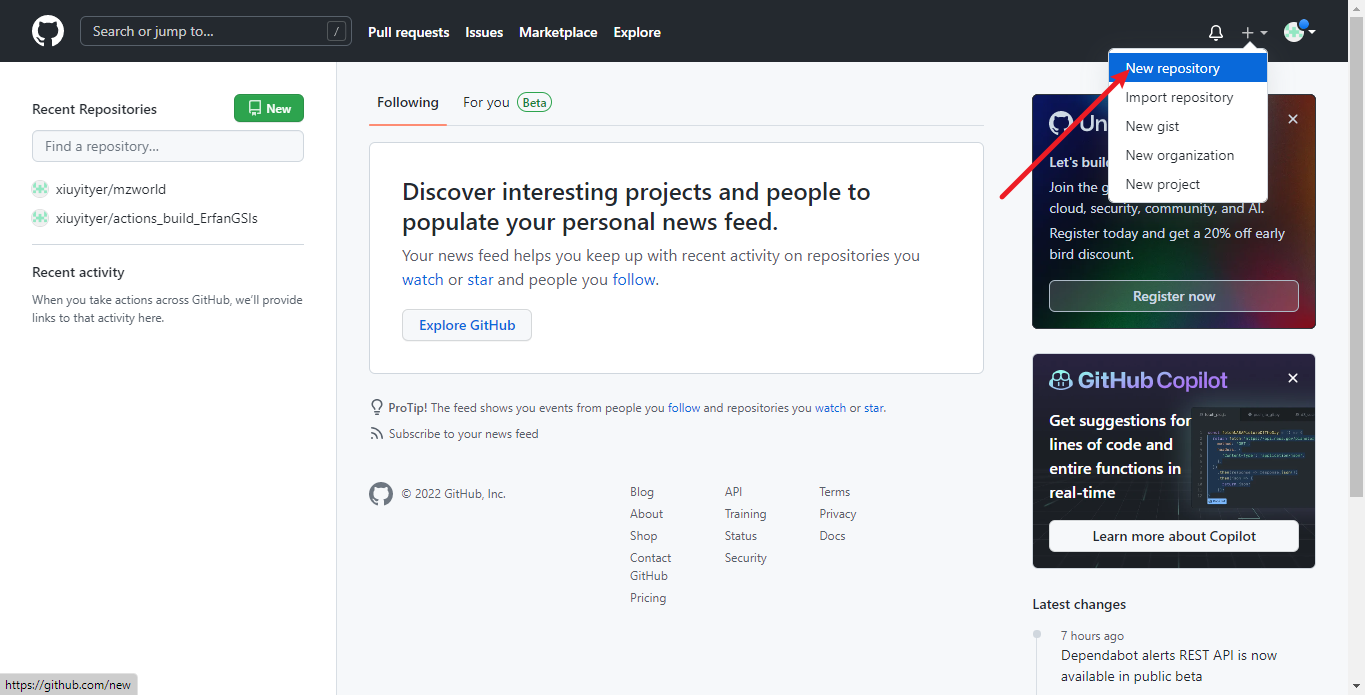 Search or jump to...
/
Pull requests
Issues
Marketplace
Explore
New repository
Import repository
New gist
New organization
New project
Recent Repositories
New
Find a repository...
xiuyityer/mzworld
xiuyityer/actions_build_ErfanGSIs
Recent activity
When you take actions across GitHub, we'll provide
links to that activity here.
Following
For you
Beta
Discover interesting projects and people to
populate your personal news feed.
Your news feed helps you keep up with recent activity on repositories you
watch or star and people you follow.
Explore GitHub
ProTip! The feed shows you events from people you follow and repositories you watch or star.
Subscribe to your news feed
© 2022 GitHub, Inc.
Blog
About
Shop
Contact
GitHub
Pricing
API
Training
Status
Security
Terms
Privacy
Docs
Un
Let's buil
Join the g
cloud, security, community, and AI.
Register today and get a 20% off early
bird discount.
Register now
GitHub Copilot
Get suggestions for
lines of code and
entire functions in
real-time
Learn more about Copilot
Latest changes
7 hours ago
Dependabot alerts REST API is now
available in public beta
https://github.com/new